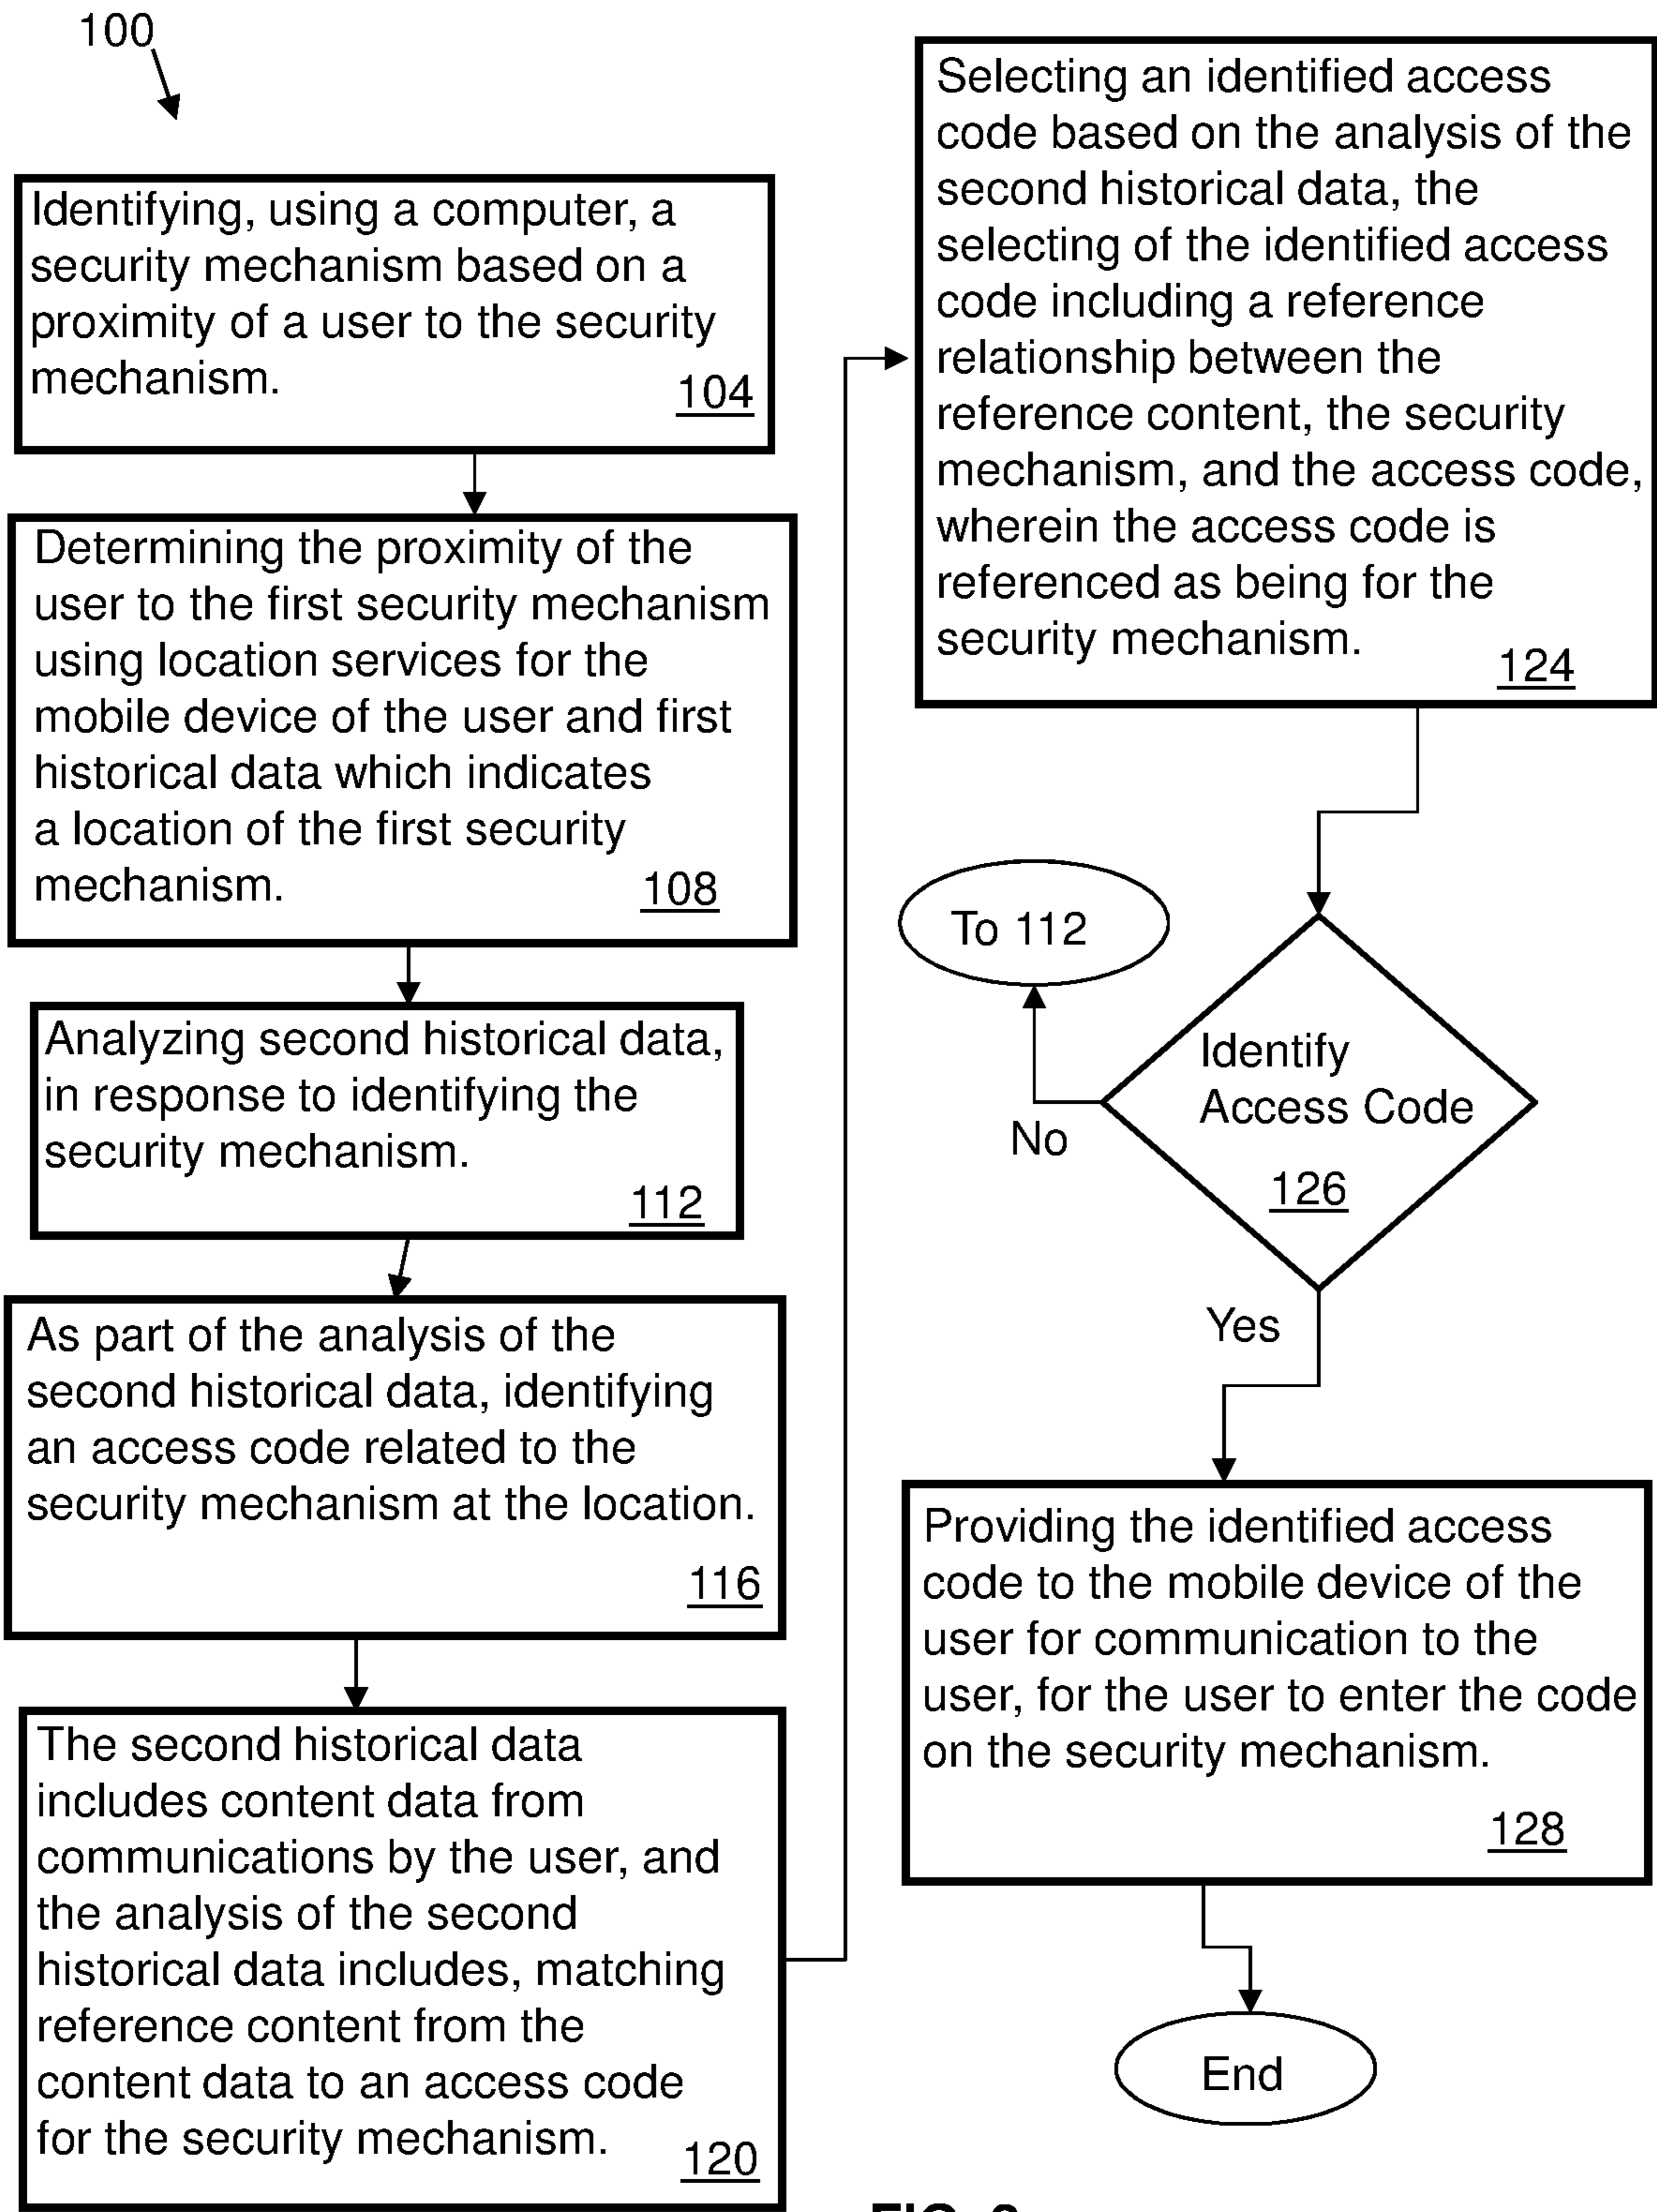 100
Identifying, using a computer, a
security mechanism based on a
proximity of a user to the security
mechanism.
104
Determining the proximity of the
user to the first security mechanism
using location services for the
mobile device of the user and first
historical data which indicates
a location of the first security
mechanism.
108
Analyzing second historical data,
in response to identifying the
security mechanism.
112
As part of the analysis of the
second historical data, identifying
an access code related to the
security mechanism at the location.
116
The second historical data
includes content data from
communications by the user, and
the analysis of the second
historical data includes, matching
reference content from the
content data to an access code
for the security mechanism.
120
Selecting an identified access
code based on the analysis of the
second historical data, the
selecting of the identified access
code including a reference
relationship between the
reference content, the security
mechanism, and the access code,
wherein the access code is
referenced as being for the
security mechanism.
124
To 112
Identify
Access Code
126
No
Yes
Providing the identified access
code to the mobile device of the
user for communication to the
user, for the user to enter the code
on the security mechanism.
128
End